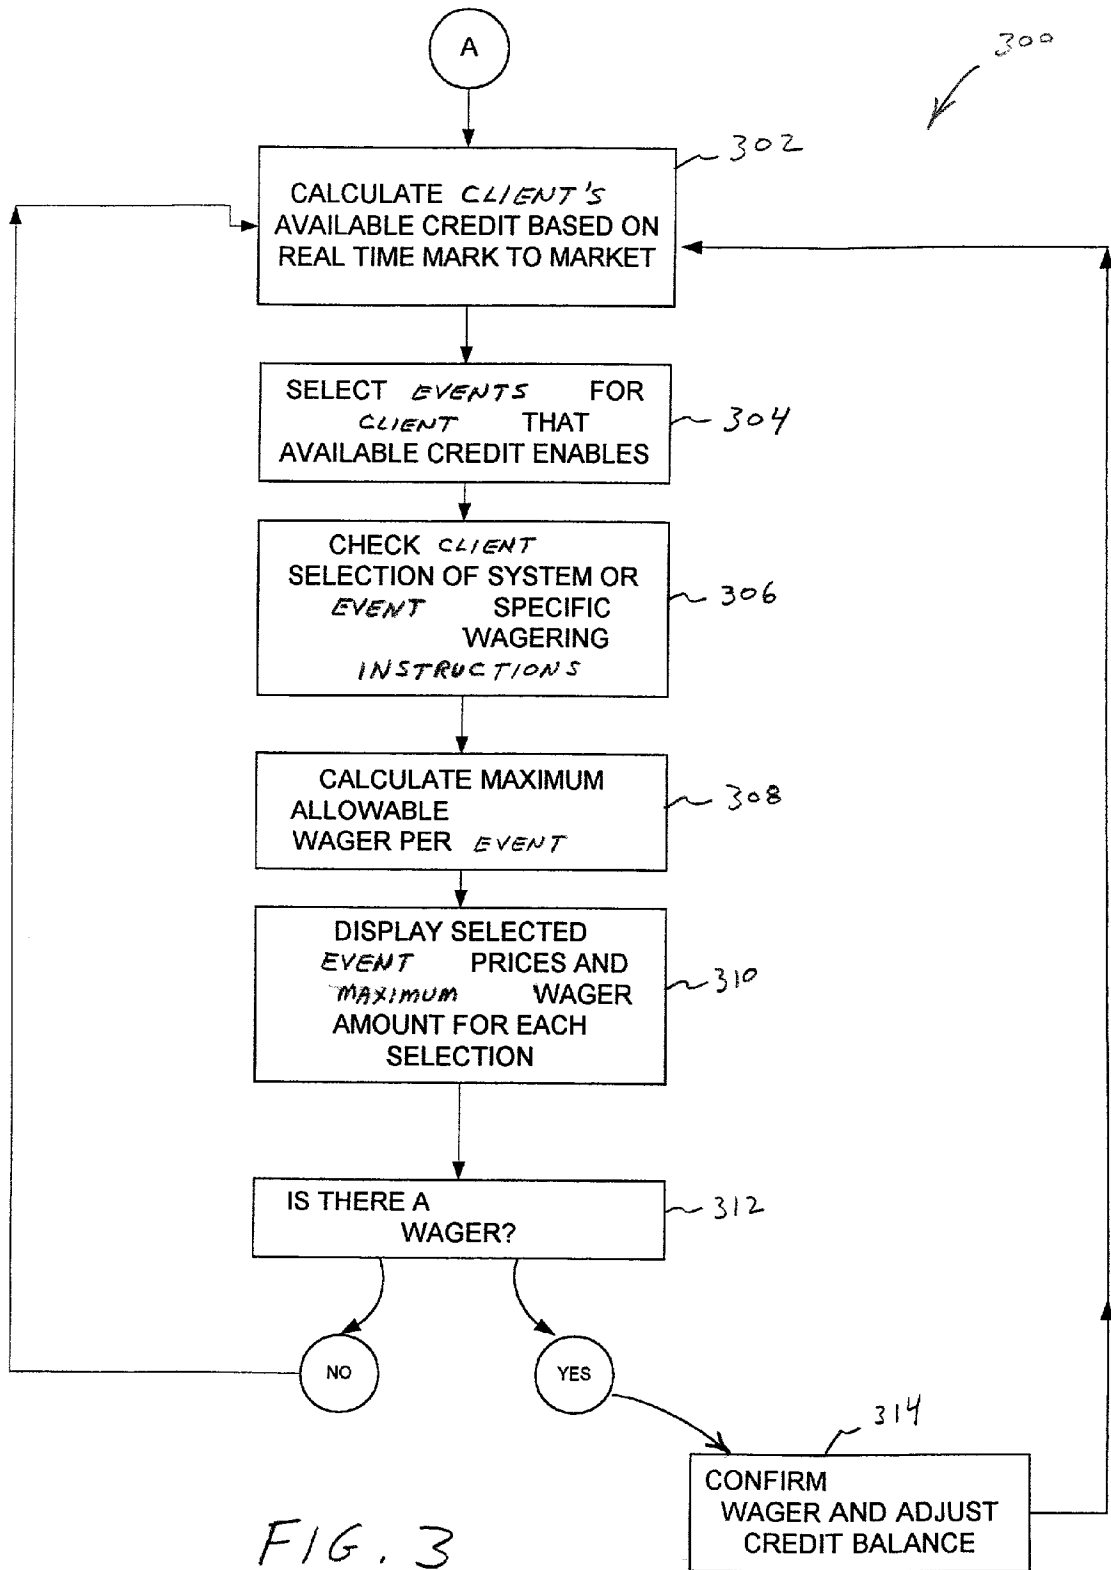 A
300
302
CALCULATE CLIENT'S
AVAILABLE CREDIT BASED ON
REAL TIME MARK TO MARKET
SELECT EVENTS FOR
CLIENT THAT
AVAILABLE CREDIT ENABLES
304
CHECK CLIENT
SELECTION OF SYSTEM OR
EVENT SPECIFIC
WAGERING
INSTRUCTIONS
306
CALCULATE MAXIMUM
ALLOWABLE
WAGER PER EVENT
308
DISPLAY SELECTED
EVENT PRICES AND
MAXIMUM WAGER
AMOUNT FOR EACH
SELECTION
310
IS THERE A
WAGER?
312
NO
YES
314
CONFIRM
WAGER AND ADJUST
CREDIT BALANCE
FIG. 3